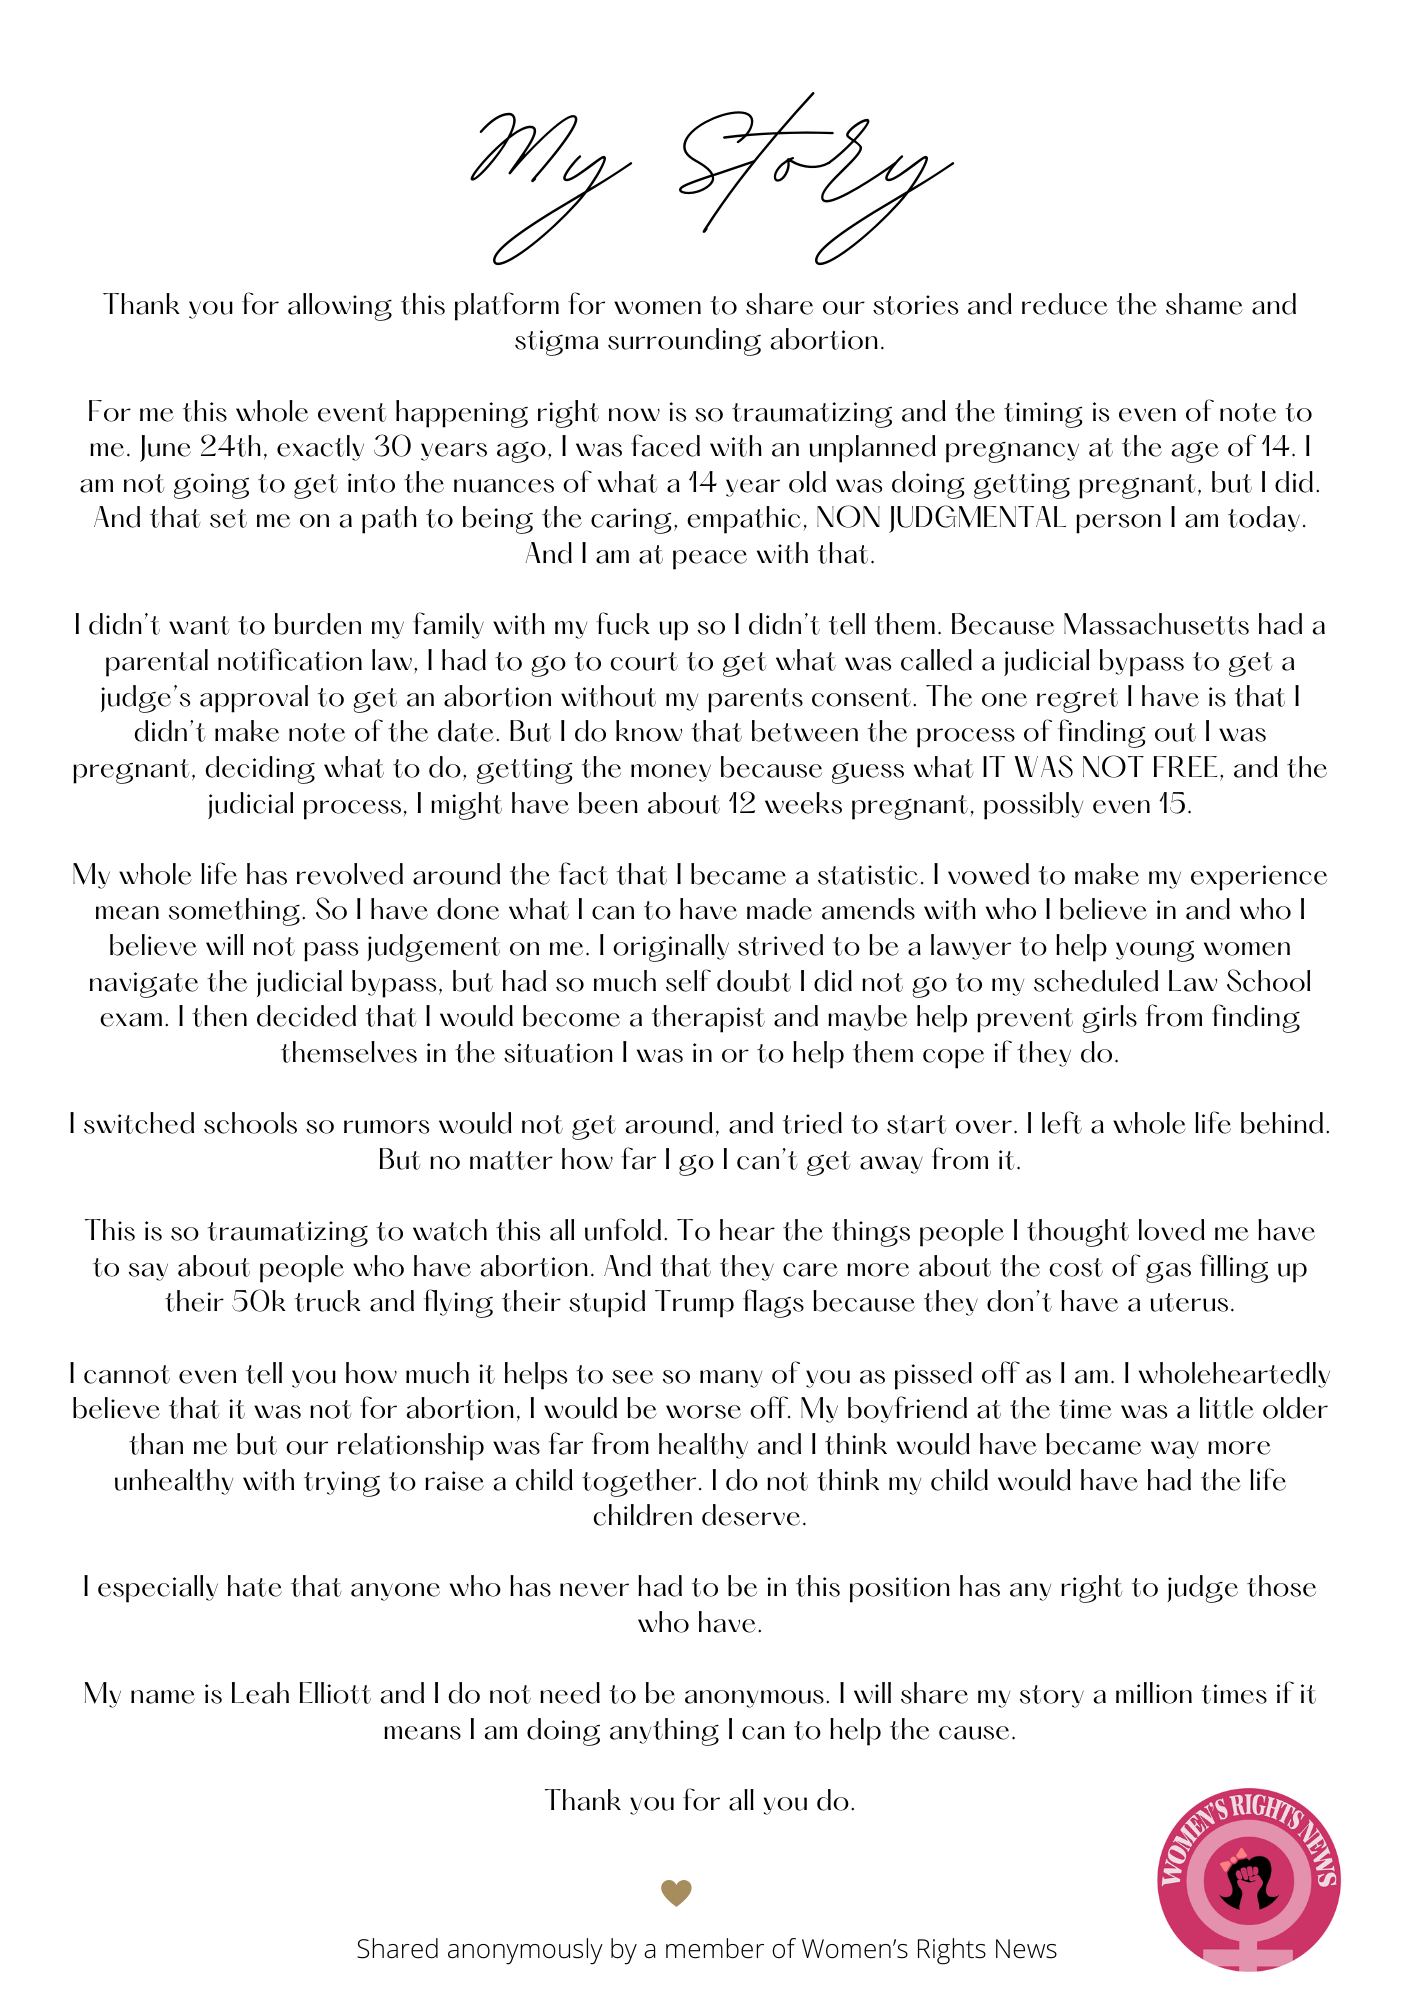 My Story
Thank you for allowing this platform for women to share our stories and reduce the shame and
stigma surrounding abortion.
For me this whole event happening right now is so traumatizing and the timing is even of note to
me. June 24th, exactly 30 years ago, I was faced with an unplanned pregnancy at the age of 14. I
am not going to get into the nuances of what a 14 year old was doing getting pregnant, but I did.
And that set me on a path to being the caring, empathic, NON JUDGMENTAL person I am today.
And I am at peace with that.
I didn't want to burden my family with my fuck up so I didn't tell them. Because Massachusetts had a
parental notification law, I had to go to court to get what was called a judicial bypass to get a
judge's approval to get an abortion without my parents consent. The one regret I have is that I
didn't make note of the date. But I do know that between the process of finding out I was
pregnant, deciding what to do, getting the money because guess what IT WAS NOT FREE, and the
judicial process, I might have been about 12 weeks pregnant, possibly even 15.
My whole life has revolved around the fact that I became a statistic. I vowed to make my experience
mean something. So I have done what I can to have made amends with who I believe in and who I
believe will not pass judgement on me. I originally strived to be a lawyer to help young women
navigate the judicial bypass, but had so much self doubt I did not go to my scheduled Law School
exam. I then decided that I would become a therapist and maybe help prevent girls from finding
themselves in the situation I was in or to help them cope if they do.
I switched schools so rumors would not get around, and tried to start over. I left a whole life behind.
But no matter how far I go I can't get away from it.
This is so traumatizing to watch this all unfold. To hear the things people I thought loved me have
to say about people who have abortion. And that they care more about the cost of gas filling up
their 50k truck and flying their stupid Trump flags because they don't have a uterus.
I cannot even tell you how much it helps to see so many of you as pissed off as I am. I wholeheartedly
believe that it was not for abortion, I would be worse off. My boyfriend at the time was a little older
than me but our relationship was far from healthy and I think would have became way more
unhealthy with trying to raise a child together. I do not think my child would have had the life
children deserve.
I especially hate that anyone who has never had to be in this position has any right to judge those
who have.
My name is Leah Elliott and I do not need to be anonymous. I will share my story a million times if it
means I am doing anything I can to help the cause.
Thank you for all you do.
WOMEN'S RIGHTS NEWS
Shared anonymously by a member of Women's Rights News